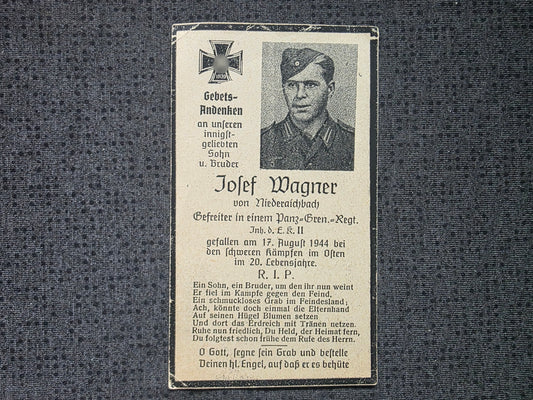 1939
Gebets-
Andenken
an unseren
innigst-
geliebten
Sohn
u. Bruder
Josef Wagner
von Niederaichbach
Gefreiter in einem Panz.-Gren.-Regt.
Inh. d. E. K. II
gefallen am 17. August 1944 bei
den schweren Kämpfen im Osten
im 20. Lebensjahre.
R. I. P.
Ein Sohn, ein Bruder, um den ihr nun weint
Er fiel im Kampfe gegen den Feind.
Ein schmuckloses Grab im Feindesland;
Ach, könnte doch einmal die Elternhand
Auf seinen Hügel Blumen setzen
Und dort das Erdreich mit Tränen netzen.
Ruhe nun friedlich, Du Held, der Heimat fern,
Du folgtest schon frühe dem Rufe des Herrn.
O Gott, segne sein Grab und bestelle
Deinen hl. Engel, auf daß er es behüte